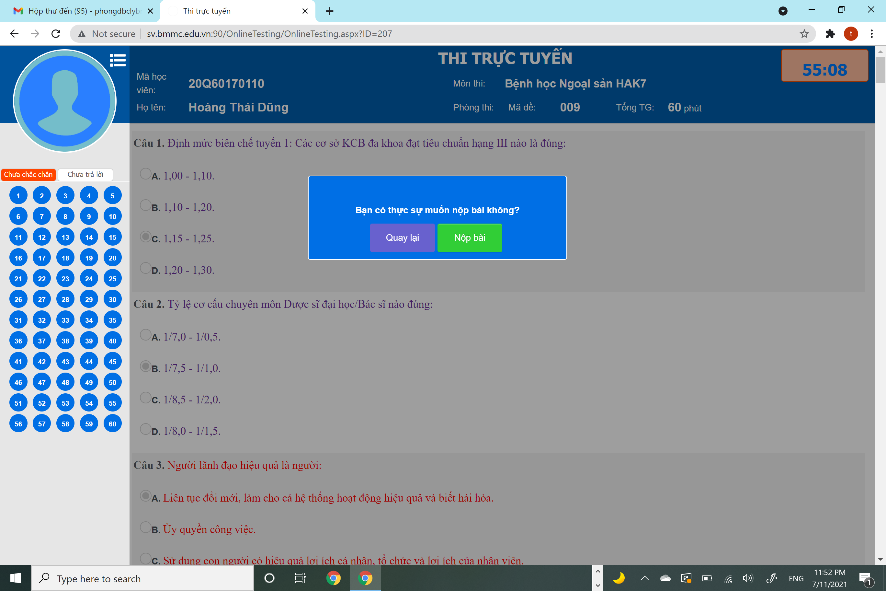 Hộp thư đến (95) - phongdbclyb
Thi trực tuyến
Not secure
sv.bmmc.edu.vn:90/OnlineTesting/OnlineTesting.aspx?ID=207
THI TRỰC TUYẾN
55:08
Mã học viên: 20Q60170110
Môn thi: Bệnh học Ngoại sản HAK7
Họ tên: Hoàng Thái Dũng
Phòng thi: Mã đề: 009 Tổng TG: 60 phút
Chưa chắc chắn
Chưa trả lời
1 2 3 4 5
6 7 8 9 10
11 12 13 14 15
16 17 18 19 20
21 22 23 24 25
26 27 28 29 30
31 32 33 34 35
36 37 38 39 40
41 42 43 44 45
46 47 48 49 50
51 52 53 54 55
56 57 58 59 60
Câu 1. Định mức biên chế tuyến 1: Các cơ sở KCB đa khoa đạt tiêu chuẩn hạng III nào là đúng:
A. 1,00 - 1,10.
B. 1,10 - 1,20.
C. 1,15 - 1,25.
D. 1,20 - 1,30.
Bạn có thực sự muốn nộp bài không?
Quay lại
Nộp bài
Câu 2. Tỷ lệ cơ cấu chuyên môn Dược sĩ đại học/Bác sĩ nào đúng:
A. 1/7,0 - 1/0,5.
B. 1/7,5 - 1/1,0.
C. 1/8,5 - 1/2,0.
D. 1/8,0 - 1/1,5.
Câu 3. Người lãnh đạo hiệu quả là người:
A. Liên tục đổi mới, làm cho cả hệ thống hoạt động hiệu quả và biết hài hòa.
B. Ủy quyền công việc.
C. Sử dụng con người có hiệu quả lợi ích cá nhân, tổ chức và lợi ích của nhân viên.
Type here to search
ENG
11:52 PM
7/11/2021
1